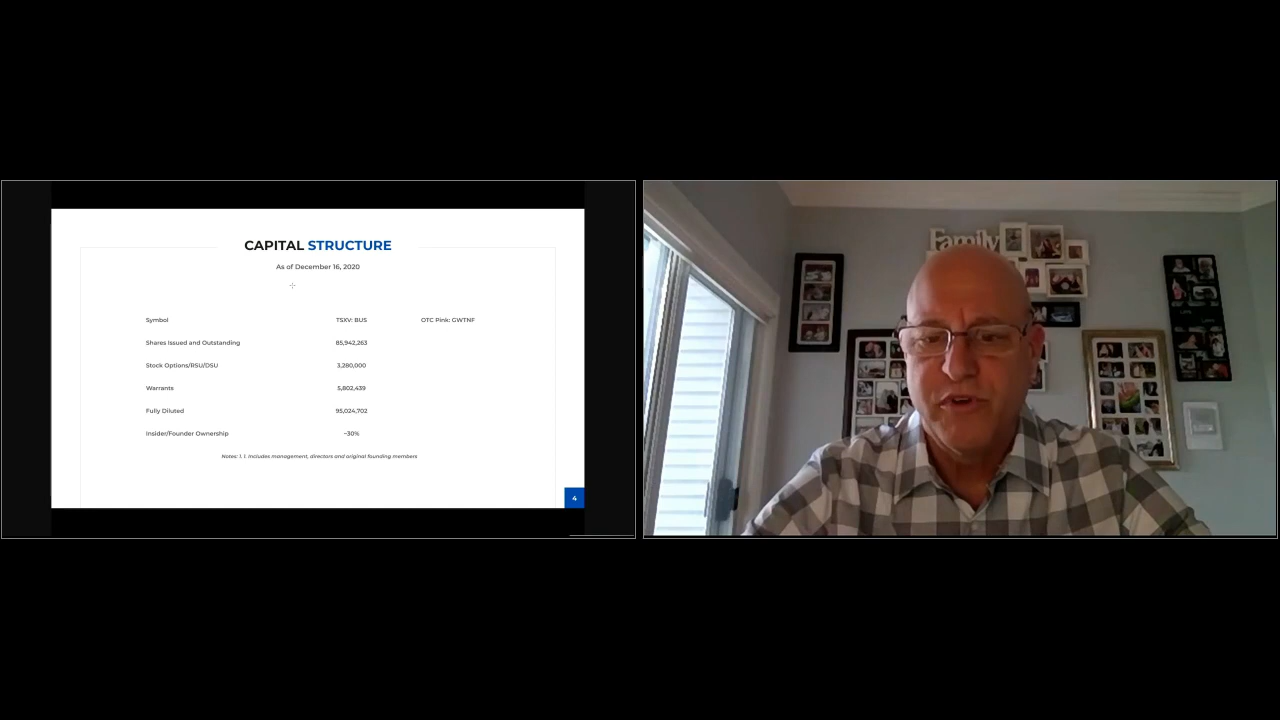 CAPITAL STRUCTURE
As of December 16, 2020
Symbol TSXV: BUS OTC Pink: GWTNF
Shares Issued and Outstanding 85,942,263
Stock Options/RSU/DSU 3,280,000
Warrants 5,802,439
Fully Diluted 95,024,702
Insider/Founder Ownership ~30%
Notes: 1. 1. Includes management, directors and original founding members
4
Family